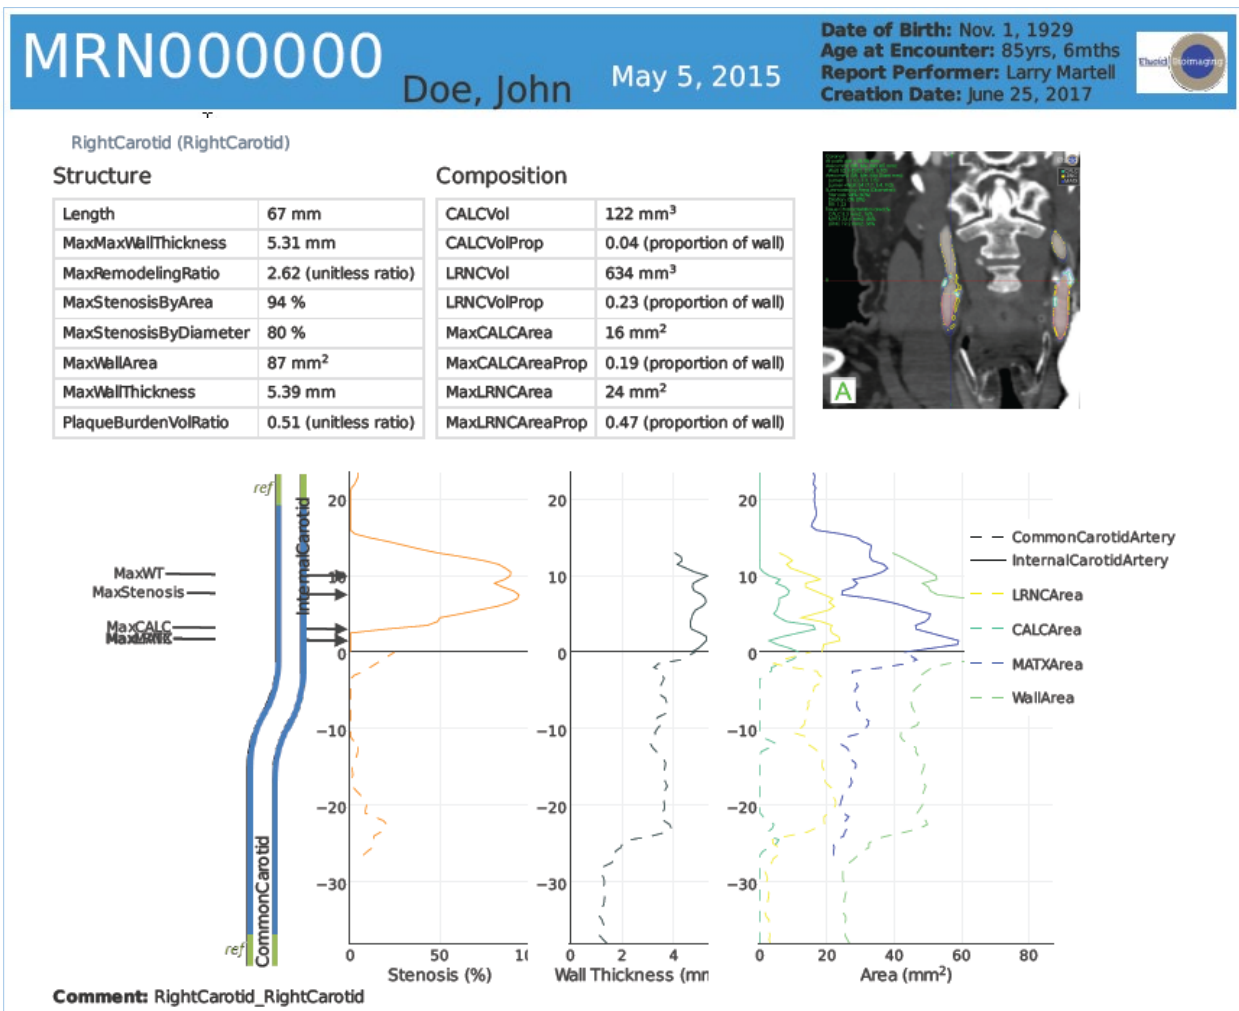 MRN000000
Doe, John
May 5, 2015
Date of Birth: Nov. 1, 1929
Age at Encounter: 85yrs, 6mths
Report Performer: Larry Martell
Creation Date: June 25, 2017
Elucid Bioimaging
RightCarotid (RightCarotid)
Structure
Length 67 mm
MaxMaxWallThickness 5.31 mm
MaxRemodelingRatio 2.62 (unitless ratio)
MaxStenosisByArea 94 %
MaxStenosisByDiameter 80 %
MaxWallArea 87 mm²
MaxWallThickness 5.39 mm
PlaqueBurdenVolRatio 0.51 (unitless ratio)
Composition
CALCVol 122 mm³
CALCVolProp 0.04 (proportion of wall)
LRNCVol 634 mm³
LRNCVolProp 0.23 (proportion of wall)
MaxCALCArea 16 mm²
MaxCALCAreaProp 0.19 (proportion of wall)
MaxLRNCArea 24 mm²
MaxLRNCAreaProp 0.47 (proportion of wall)
A
ref
InternalCarotid
MaxWT
MaxStenosis
MaxCALC
CommonCarotid
ref
20
10
0
−10
−20
−30
0 50 10
Stenosis (%)
20
10
0
−10
−20
−30
0 2 4
Wall Thickness (mm
20
10
0
−10
−20
−30
0 20 40 60
Area (mm²)
CommonCarotidArtery
InternalCarotidArtery
LRNCArea
CALCArea
MATXArea
WallArea
Comment: RightCarotid_RightCarotid